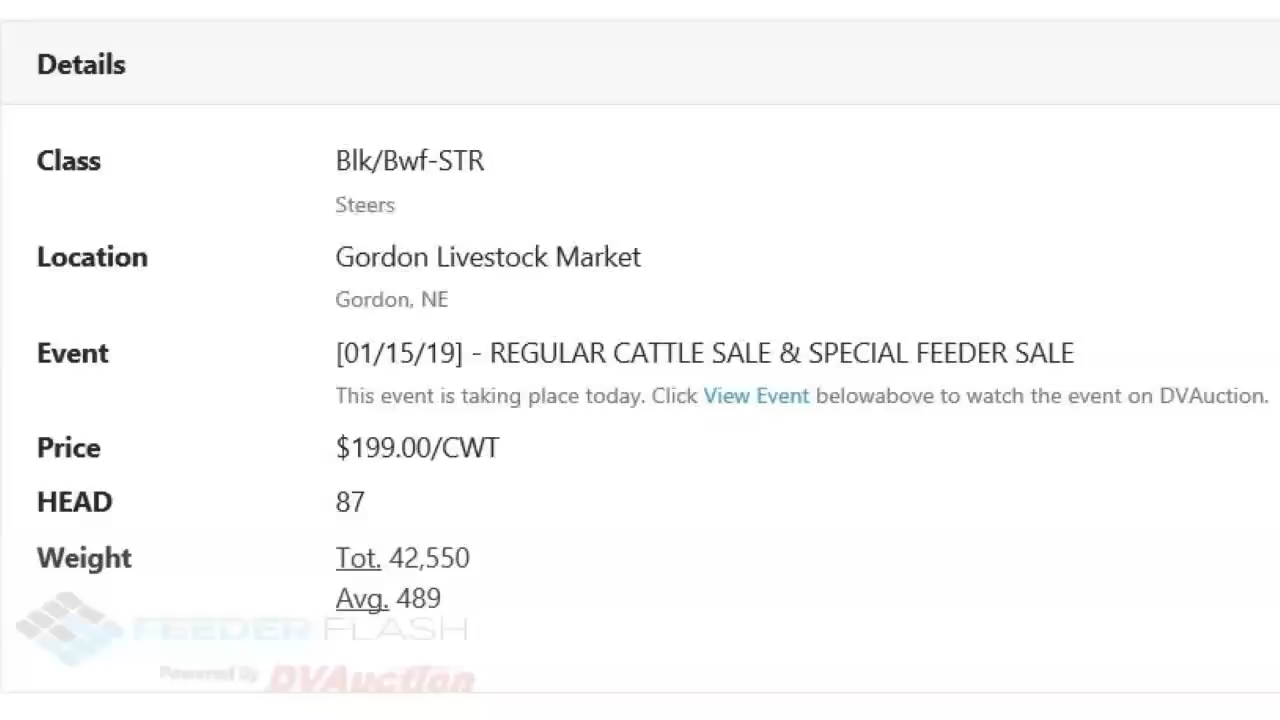 Details
Class
Blk/Bwf-STR
Steers
Location
Gordon Livestock Market
Gordon, NE
Event
[01/15/19] - REGULAR CATTLE SALE & SPECIAL FEEDER SALE
This event is taking place today. Click View Event belowabove to watch the event on DVAuction.
Price
$199.00/CWT
HEAD
87
Weight
Tot. 42,550
Avg. 489
FEEDER FLASH
Powered By DVAuction